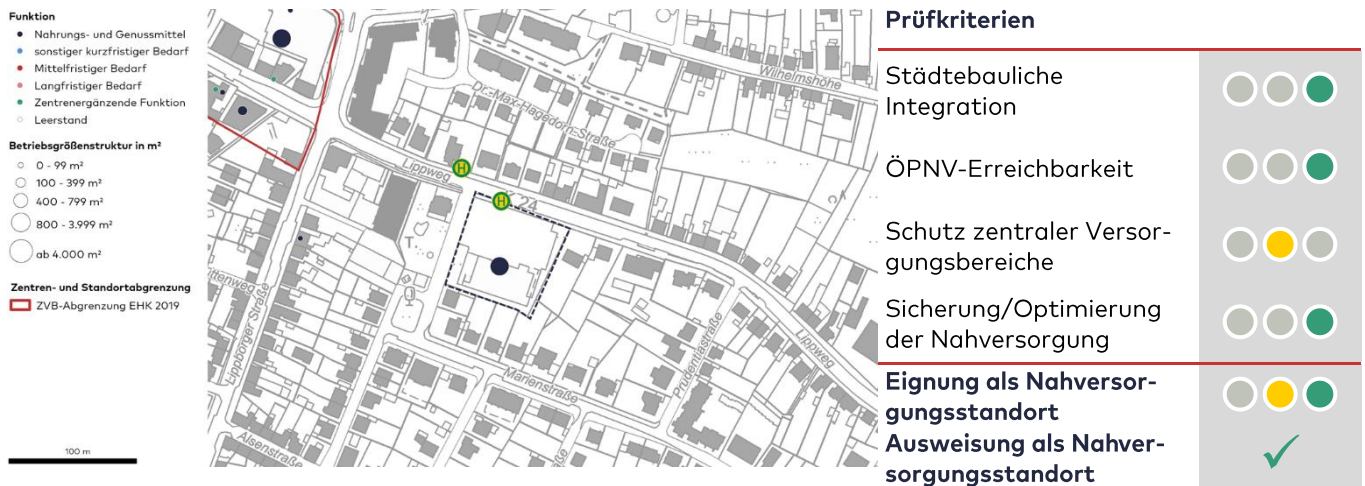 Funktion
Nahrungs- und Genussmittel
sonstiger kurzfristiger Bedarf
Mittelfristiger Bedarf
Langfristiger Bedarf
Zentrenergänzende Funktion
Leerstand
Betriebsgrößenstruktur in m²
0 - 99 m²
100 - 399 m²
400 - 799 m²
800 - 3.999 m²
ab 4.000 m²
Zentren- und Standortabgrenzung
ZVB-Abgrenzung EHK 2019
100 m
Wilhelmshöhe
Dr.-Max-Hagedorn-Straße
Lippweg
H
H
K 24
T
ittenweg
Lippborger Straße
Lippweg
Prudentiastraße
Marienstraße
Alsenstraße
Prüfkriterien
Städtebauliche
Integration
ÖPNV-Erreichbarkeit
Schutz zentraler Versor-
gungsbereiche
Sicherung/Optimierung
der Nahversorgung
Eignung als Nahversor-
gungsstandort
Ausweisung als Nahver-
sorgungsstandort